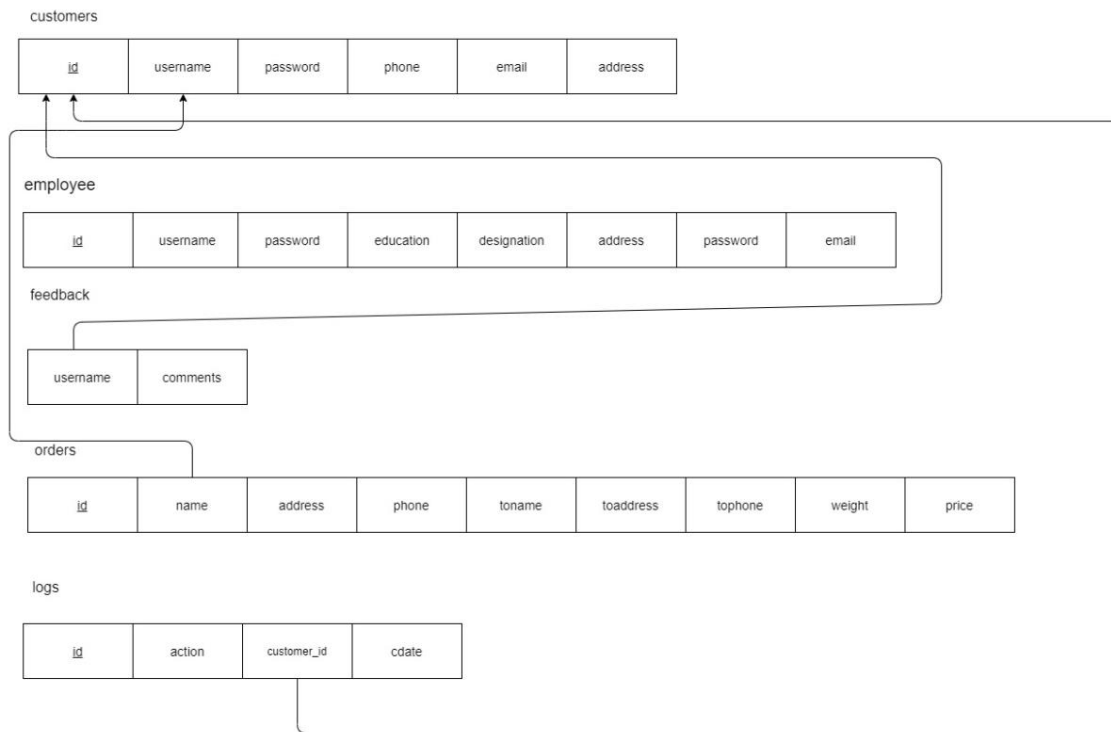 customers
id username password phone email address
employee
id username password education designation address password email
feedback
username comments
orders
id name address phone toname toaddress tophone weight price
logs
id action customer_id cdate